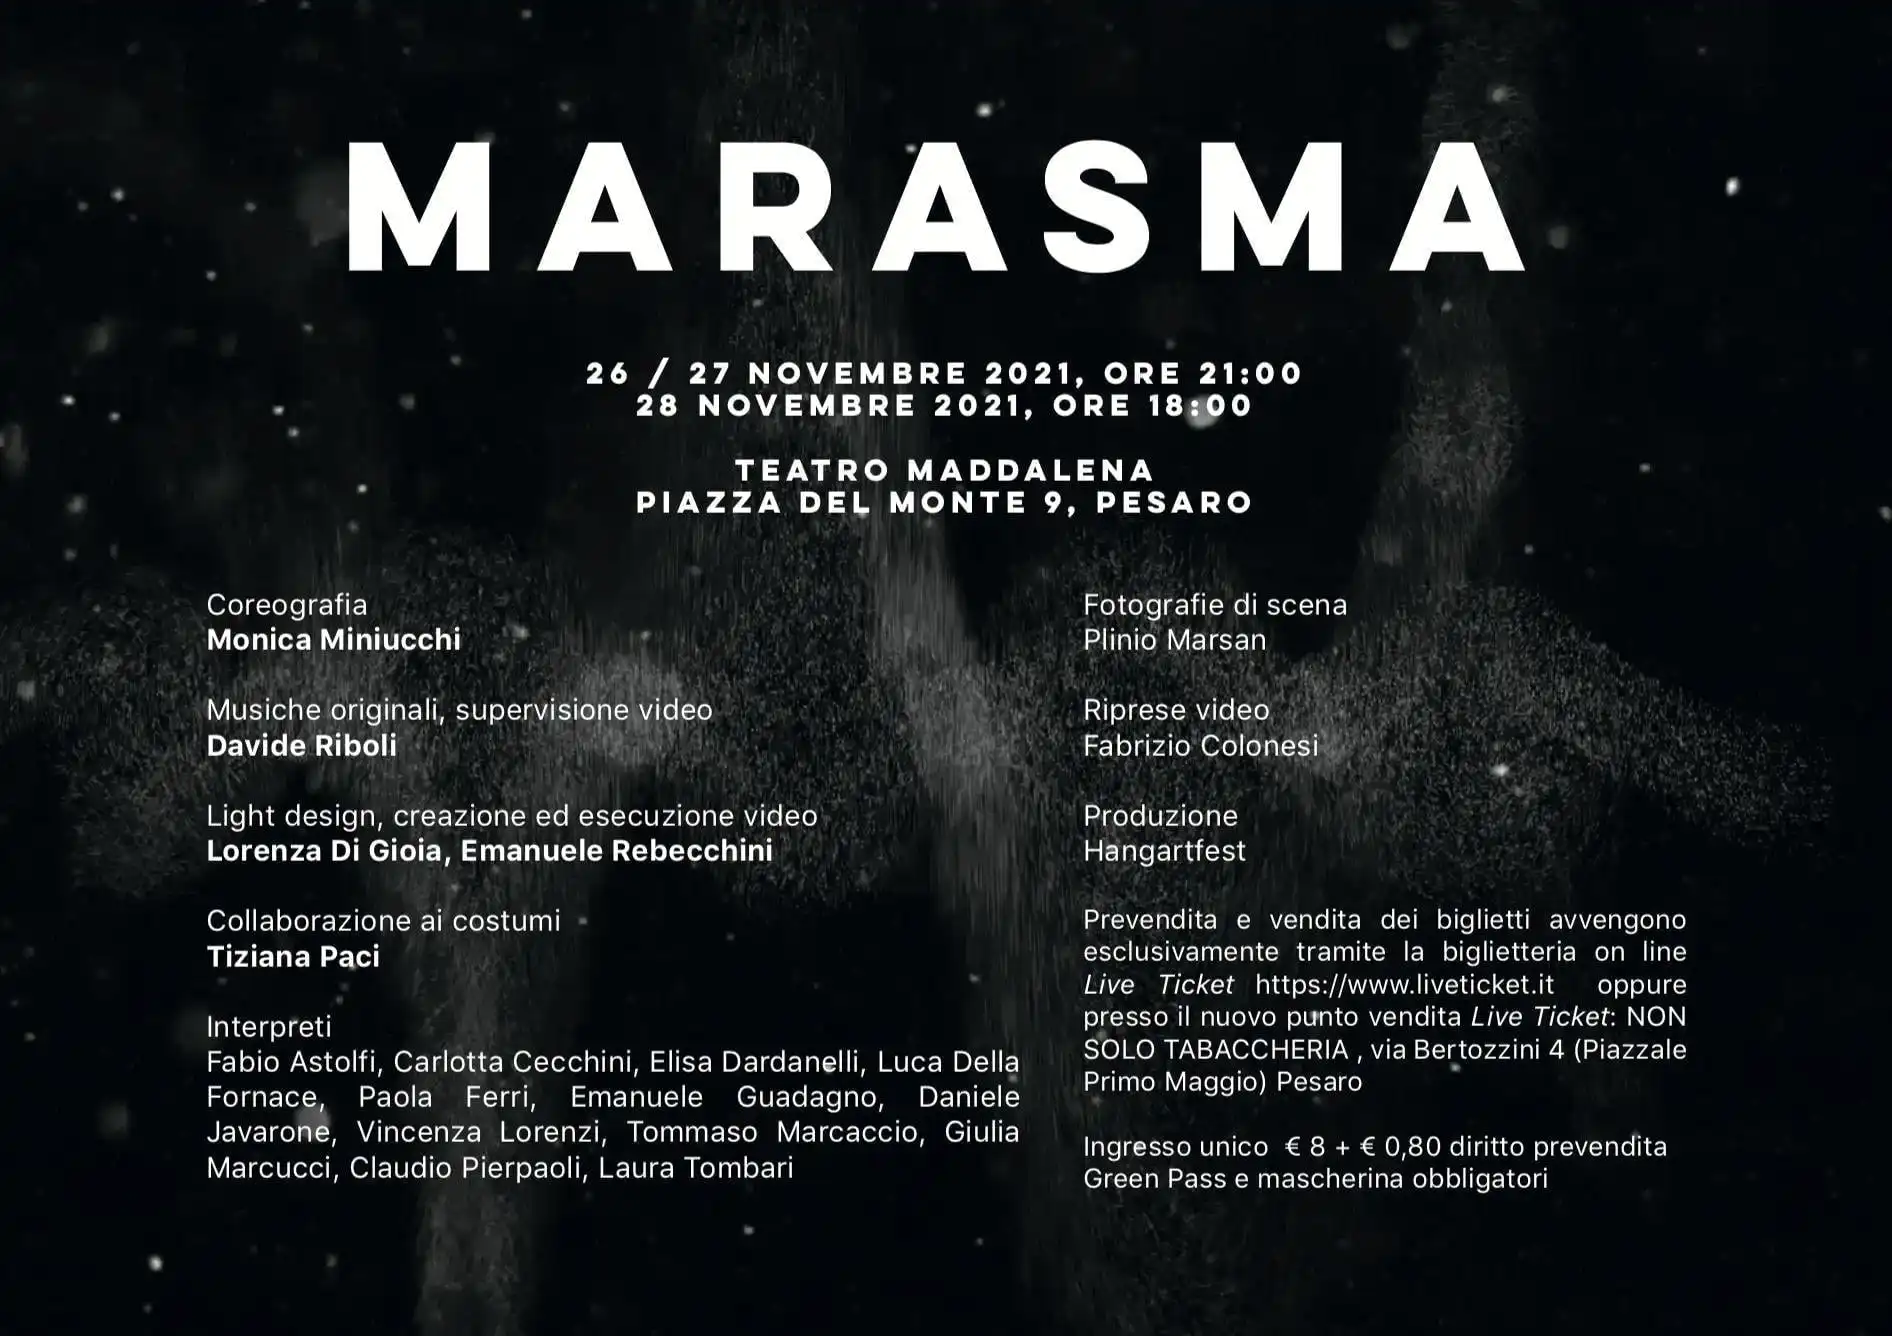 MARASMA
26 / 27 NOVEMBRE 2021, ORE 21:00
28 NOVEMBRE 2021, ORE 18:00
TEATRO MADDALENA
PIAZZA DEL MONTE 9, PESARO
Coreografia
Monica Miniucchi
Musiche originali, supervisione video
Davide Riboli
Light design, creazione ed esecuzione video
Lorenza Di Gioia, Emanuele Rebecchini
Collaborazione ai costumi
Tiziana Paci
Interpreti
Fabio Astolfi, Carlotta Cecchini, Elisa Dardanelli, Luca Della
Fornace, Paola Ferri, Emanuele Guadagno, Daniele
Javarone, Vincenza Lorenzi, Tommaso Marcaccio, Giulia
Marcucci, Claudio Pierpaoli, Laura Tombari
Fotografie di scena
Plinio Marsan
Riprese video
Fabrizio Colonesi
Produzione
Hangartfest
Prevendita e vendita dei biglietti avvengono
esclusivamente tramite la biglietteria on line
Live Ticket https://www.liveticket.it oppure
presso il nuovo punto vendita Live Ticket: NON
SOLO TABACCHERIA , via Bertozzini 4 (Piazzale
Primo Maggio) Pesaro
Ingresso unico € 8 + € 0,80 diritto prevendita
Green Pass e mascherina obbligatori